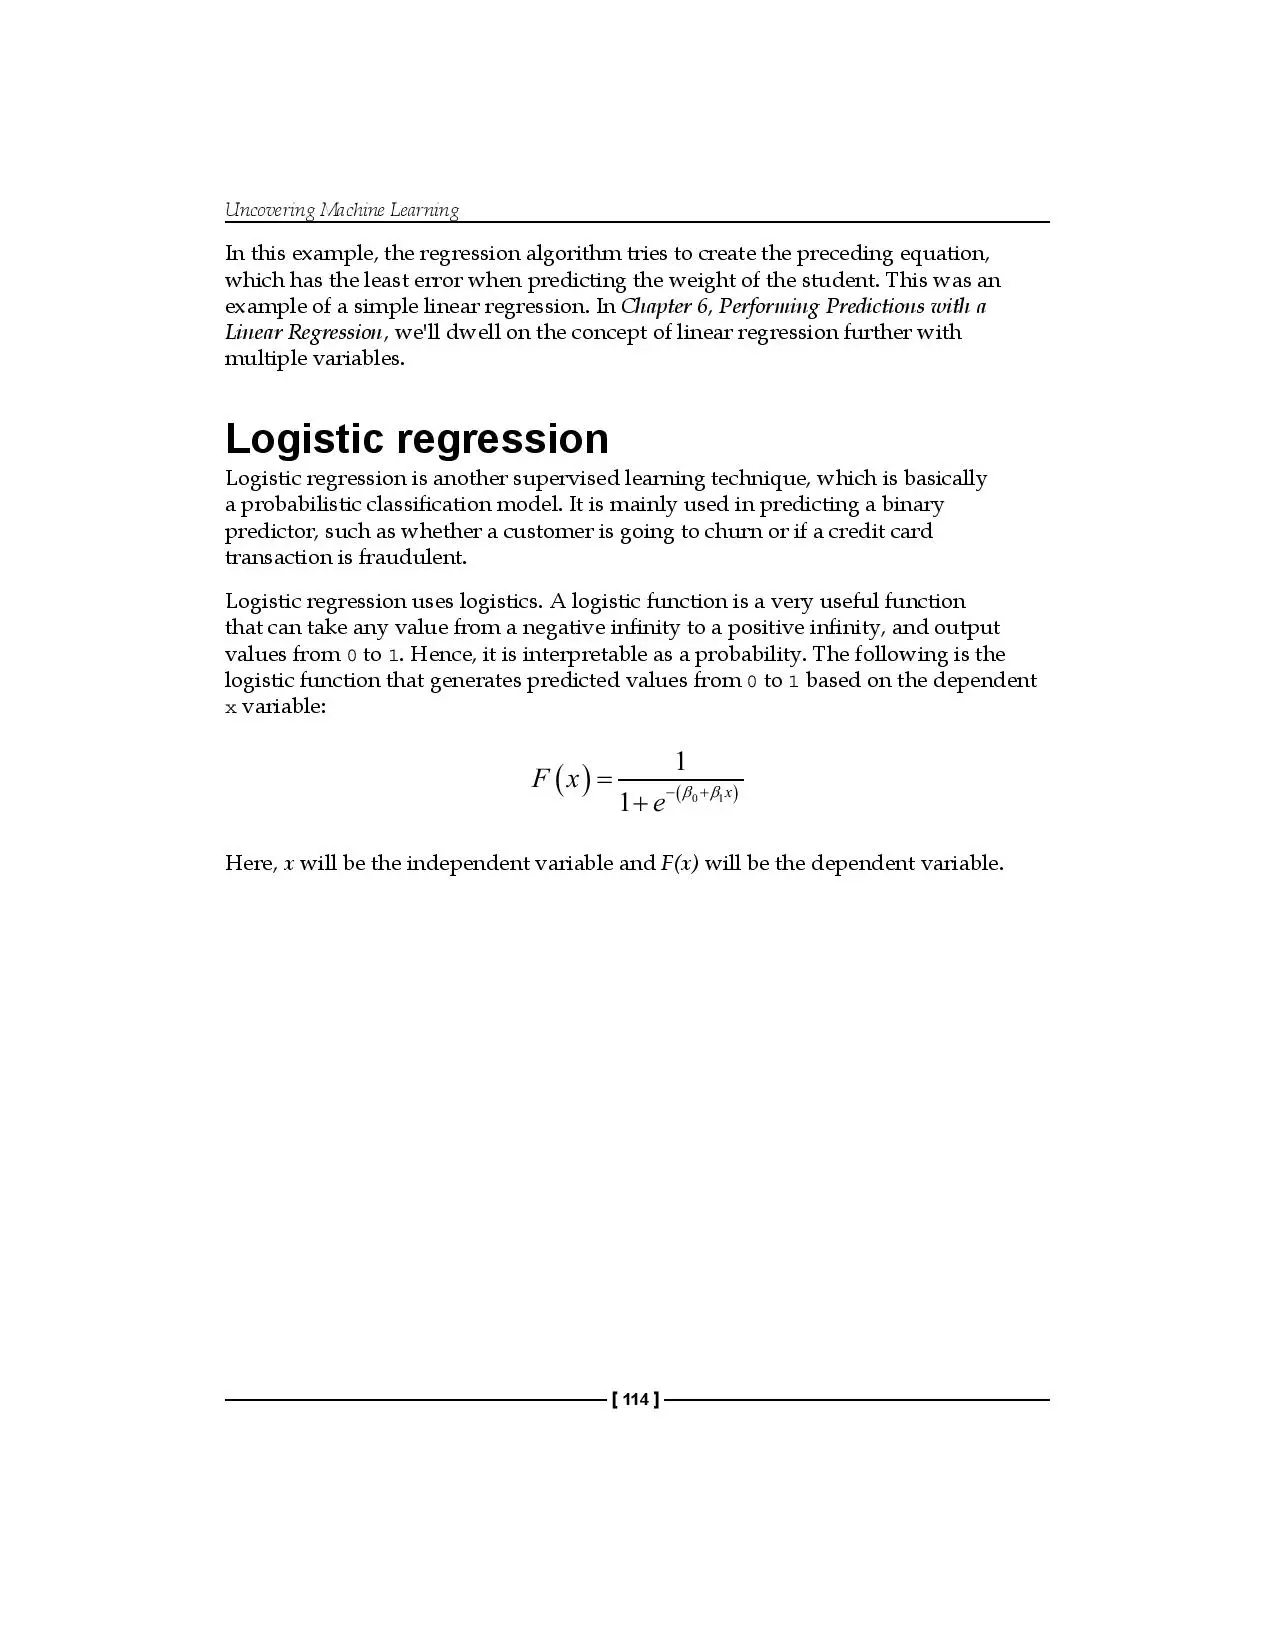 Uncovering Machine Learning
In this example, the regression algorithm tries to create the preceding equation,
which has the least error when predicting the weight of the student. This was an
example of a simple linear regression. In Chapter 6, Performing Predictions with a
Linear Regression, we'll dwell on the concept of linear regression further with
multiple variables.
Logistic regression
Logistic regression is another supervised learning technique, which is basically
a probabilistic classification model. It is mainly used in predicting a binary
predictor, such as whether a customer is going to churn or if a credit card
transaction is fraudulent.
Logistic regression uses logistics. A logistic function is a very useful function
that can take any value from a negative infinity to a positive infinity, and output
values from 0 to 1. Hence, it is interpretable as a probability. The following is the
logistic function that generates predicted values from 0 to 1 based on the dependent
x variable:
F(x) = 1 / (1 + e^−(β₀+β₁x))
Here, x will be the independent variable and F(x) will be the dependent variable.
[ 114 ]